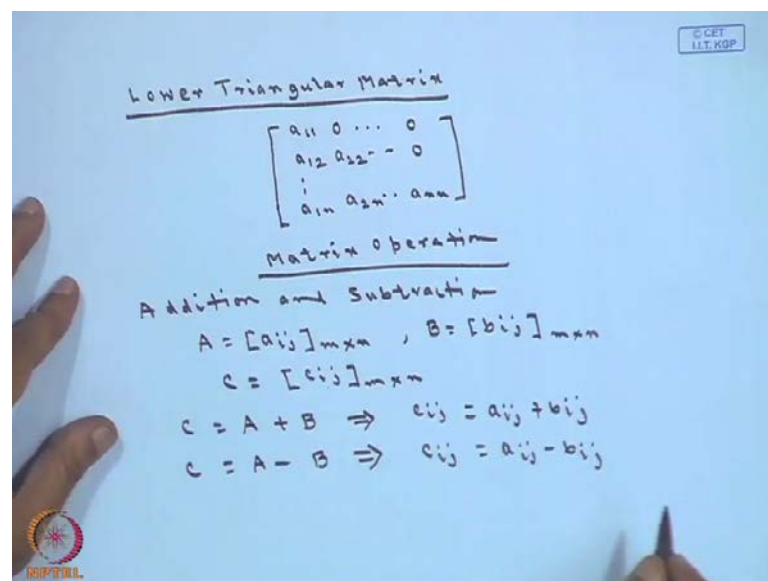 © CET
I.I.T. KGP
Lower Triangular Matrix
a11 0 ... 0
a12 a22 - - 0
⋮
a1n a2n .. ann
Matrix Operation
Addition and Subtraction
A = [aij]m×n , B = [bij]m×n
C = [cij]m×n
C = A + B ⇒ cij = aij + bij
C = A - B ⇒ cij = aij - bij
NPTEL